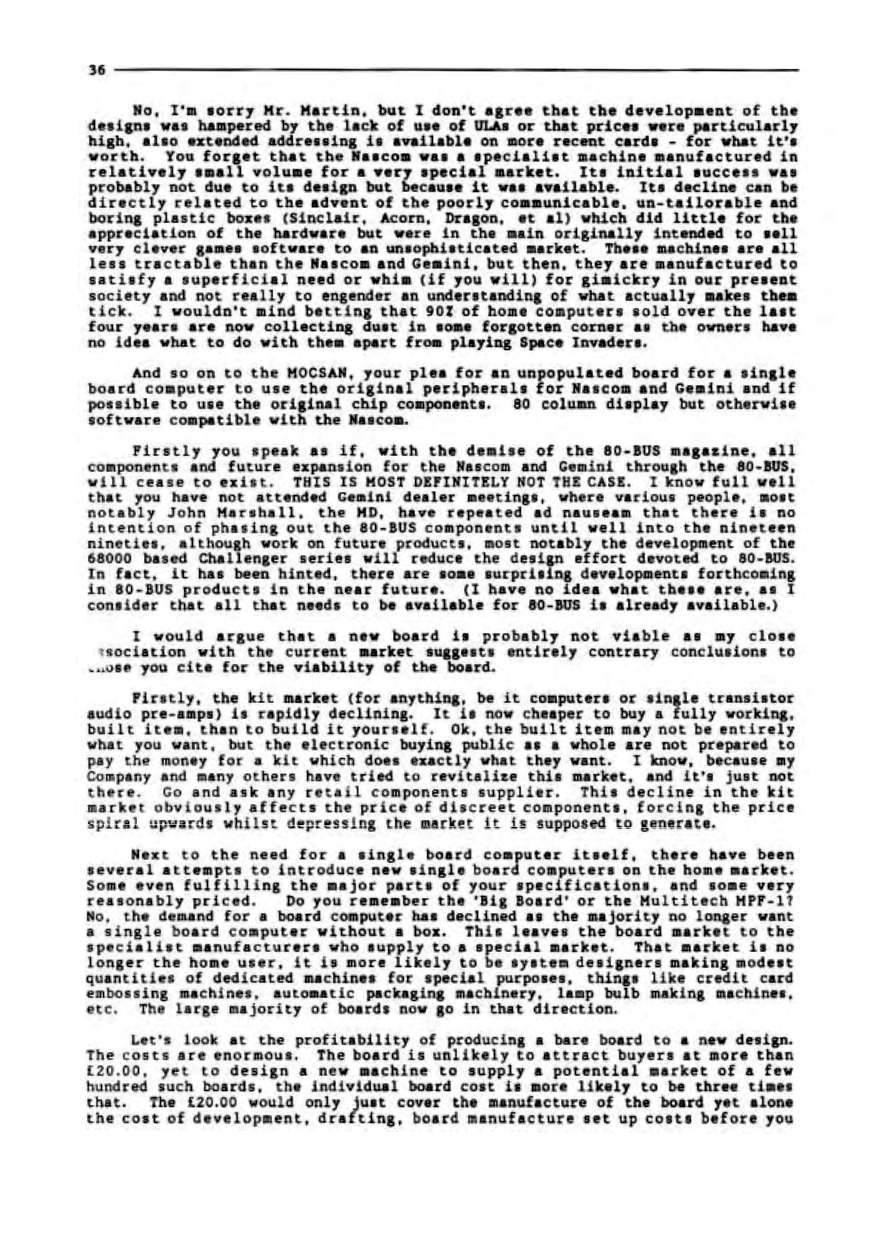 36
No, I'm sorry Mr. Martin, but I don't agree that the development of the
designs was hampered by the lack of use of ULAs or that prices were particularly
high, also extended addressing is available on more recent cards - for what it's
worth. You forget that the Nascom was a specialist machine manufactured in
relatively small volume for a very special market. Its initial success was
probably not due to its design but because it was available. Its decline can be
directly related to the advent of the poorly communicable, un-tailorable and
boring plastic boxes (Sinclair, Acorn, Dragon, et al) which did little for the
appreciation of the hardware but were in the main originally intended to sell
very clever games software to an unsophisticated market. These machines are all
less tractable than the Nascom and Gemini, but then, they are manufactured to
satisfy a superficial need or whim (if you will) for gimickry in our present
society and not really to engender an understanding of what actually makes them
tick. I wouldn't mind betting that 90% of home computers sold over the last
four years are now collecting dust in some forgotten corner as the owners have
no idea what to do with them apart from playing Space Invaders.
And so on to the MOCSAN, your plea for an unpopulated board for a single
board computer to use the original peripherals for Nascom and Gemini and if
possible to use the original chip components. 80 column display but otherwise
software compatible with the Nascom.
Firstly you speak as if, with the demise of the 80-BUS magazine, all
components and future expansion for the Nascom and Gemini through the 80-BUS,
will cease to exist. THIS IS MOST DEFINITELY NOT THE CASE. I know full well
that you have not attended Gemini dealer meetings, where various people, most
notably John Marshall, the MD, have repeated ad nauseam that there is no
intention of phasing out the 80-BUS components until well into the nineteen
nineties, although work on future products, most notably the development of the
68000 based Challenger series will reduce the design effort devoted to 80-BUS.
In fact, it has been hinted, there are some surprising developments forthcoming
in 80-BUS products in the near future. (I have no idea what these are, as I
consider that all that needs to be available for 80-BUS is already available.)
I would argue that a new board is probably not viable as my close
ssociation with the current market suggests entirely contrary conclusions to
those you cite for the viability of the board.
Firstly, the kit market (for anything, be it computers or single transistor
audio pre-amps) is rapidly declining. It is now cheaper to buy a fully working,
built item, than to build it yourself. Ok, the built item may not be entirely
what you want, but the electronic buying public as a whole are not prepared to
pay the money for a kit which does exactly what they want. I know, because my
Company and many others have tried to revitalize this market, and it's just not
there. Go and ask any retail components supplier. This decline in the kit
market obviously affects the price of discreet components, forcing the price
spiral upwards whilst depressing the market it is supposed to generate.
Next to the need for a single board computer itself, there have been
several attempts to introduce new single board computers on the home market.
Some even fulfilling the major parts of your specifications, and some very
reasonably priced. Do you remember the 'Big Board' or the Multitech MPF-1?
No, the demand for a board computer has declined as the majority no longer want
a single board computer without a box. This leaves the board market to the
specialist manufacturers who supply to a special market. That market is no
longer the home user, it is more likely to be system designers making modest
quantities of dedicated machines for special purposes, things like credit card
embossing machines, automatic packaging machinery, lamp bulb making machines,
etc. The large majority of boards now go in that direction.
Let's look at the profitability of producing a bare board to a new design.
The costs are enormous. The board is unlikely to attract buyers at more than
£20.00, yet to design a new machine to supply a potential market of a few
hundred such boards, the individual board cost is more likely to be three times
that. The £20.00 would only just cover the manufacture of the board yet alone
the cost of development, drafting, board manufacture set up costs before you